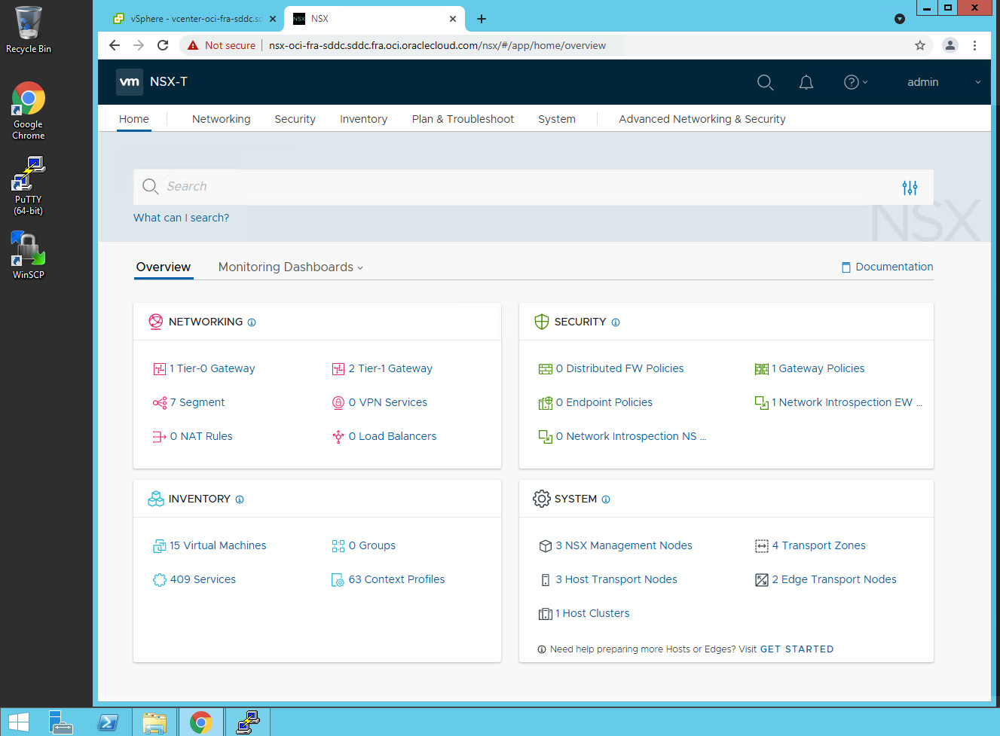 Recycle Bin
Google
Chrome
PuTTY
(64-bit)
WinSCP
vSphere - vcenter-oci-fra-sddc.sd
NSX
NSX
Not secure
nsx-oci-fra-sddc.sddc.fra.oci.oraclecloud.com/nsx/#/app/home/overview
vm NSX-T
admin
Home Networking Security Inventory Plan & Troubleshoot System Advanced Networking & Security
Search
What can I search?
NSX
Overview Monitoring Dashboards Documentation
NETWORKING
1 Tier-0 Gateway 2 Tier-1 Gateway
7 Segment 0 VPN Services
0 NAT Rules 0 Load Balancers
SECURITY
0 Distributed FW Policies 1 Gateway Policies
0 Endpoint Policies 1 Network Introspection EW ...
0 Network Introspection NS ...
INVENTORY
15 Virtual Machines 0 Groups
409 Services 63 Context Profiles
SYSTEM
3 NSX Management Nodes 4 Transport Zones
3 Host Transport Nodes 2 Edge Transport Nodes
1 Host Clusters
Need help preparing more Hosts or Edges? Visit GET STARTED